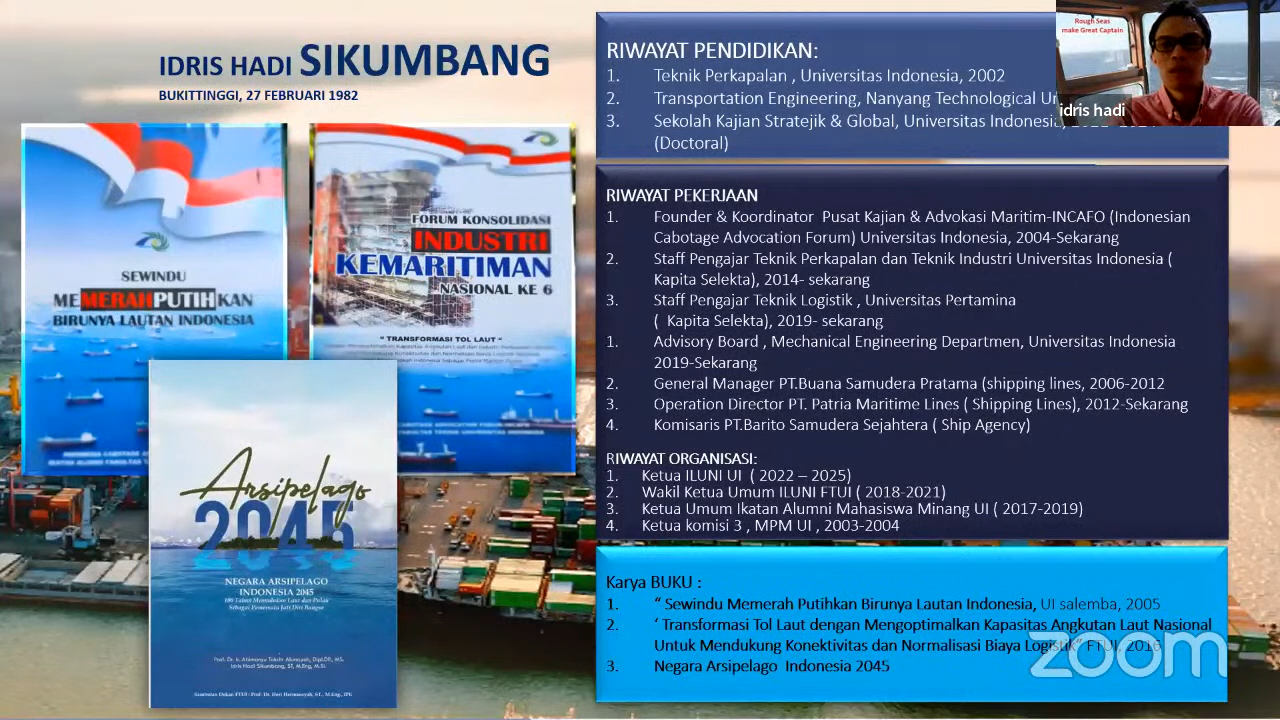 IDRIS HADI SIKUMBANG
BUKITTINGGI, 27 FEBRUARI 1982
SEWINDU
MEMERAHPUTIHKAN
BIRUNYA LAUTAN INDONESIA
FORUM KONSOLIDASI
INDUSTRI
KEMARITIMAN
NASIONAL KE 6
" TRANSFORMASI TOL LAUT "
Arsipelago
2045
NEGARA ARSIPELAGO
INDONESIA 2045
RIWAYAT PENDIDIKAN:
1. Teknik Perkapalan , Universitas Indonesia, 2002
2. Transportation Engineering, Nanyang Technological
3. Sekolah Kajian Stratejik & Global, Universitas Indonesia,
(Doctoral)
Rough Seas
make Great Captain
idris hadi
RIWAYAT PEKERJAAN
1. Founder & Koordinator Pusat Kajian & Advokasi Maritim-INCAFO (Indonesian
Cabotage Advocation Forum) Universitas Indonesia, 2004-Sekarang
2. Staff Pengajar Teknik Perkapalan dan Teknik Industri Universitas Indonesia (
Kapita Selekta), 2014- sekarang
3. Staff Pengajar Teknik Logistik , Universitas Pertamina
( Kapita Selekta), 2019- sekarang
1. Advisory Board , Mechanical Engineering Departmen, Universitas Indonesia
2019-Sekarang
2. General Manager PT.Buana Samudera Pratama (shipping lines, 2006-2012
3. Operation Director PT. Patria Maritime Lines ( Shipping Lines), 2012-Sekarang
4. Komisaris PT.Barito Samudera Sejahtera ( Ship Agency)
RIWAYAT ORGANISASI:
1. Ketua ILUNI UI ( 2022 – 2025)
2. Wakil Ketua Umum ILUNI FTUI ( 2018-2021)
3. Ketua Umum Ikatan Alumni Mahasiswa Minang UI ( 2017-2019)
4. Ketua komisi 3 , MPM UI , 2003-2004
Karya BUKU :
1. " Sewindu Memerah Putihkan Birunya Lautan Indonesia, UI salemba, 2005
2. ' Transformasi Tol Laut dengan Mengoptimalkan Kapasitas Angkutan Laut Nasional
Untuk Mendukung Konektivitas dan Normalisasi Biaya Logistik" FTUI, 2016
3. Negara Arsipelago Indonesia 2045
zoom